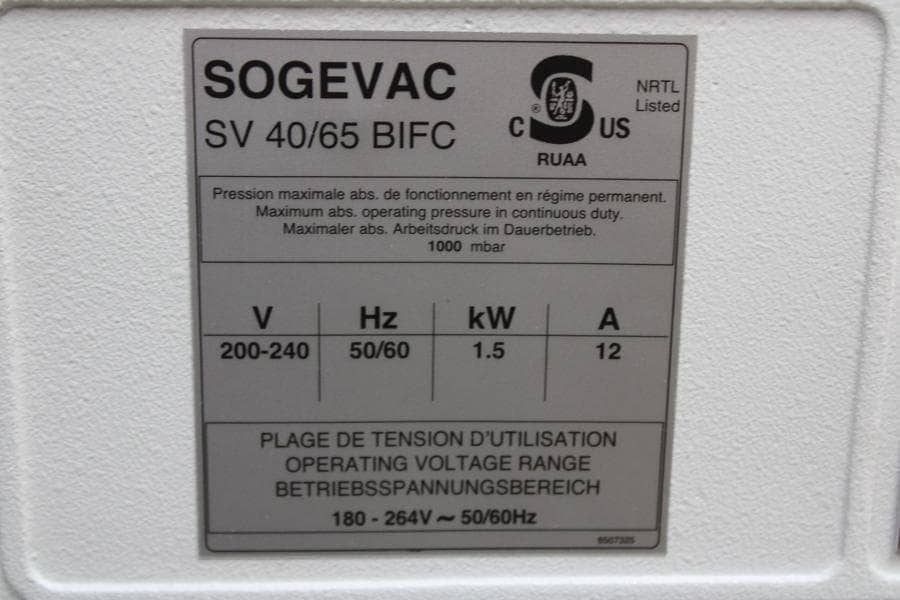 SOGEVAC
SV 40/65 BIFC
NRTL
Listed
®
C US
RUAA
Pression maximale abs. de fonctionnement en régime permanent.
Maximum abs. operating pressure in continuous duty.
Maximaler abs. Arbeitsdruck im Dauerbetrieb.
1000 mbar
V Hz kW A
200-240 50/60 1.5 12
PLAGE DE TENSION D'UTILISATION
OPERATING VOLTAGE RANGE
BETRIEBSSPANNUNGSBEREICH
180 - 264V ~ 50/60Hz